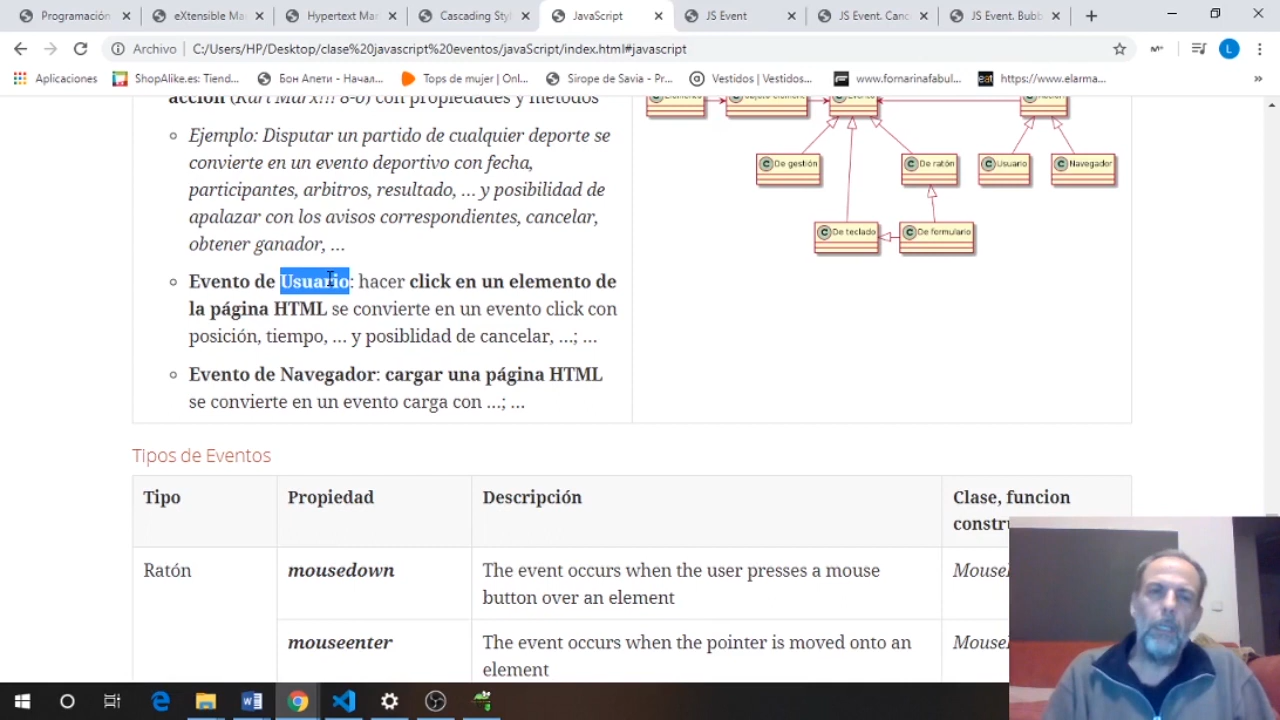 Programación
eXtensible Ma
Hypertext Mar
Cascading Styl
JavaScript
JS Event
JS Event. Canc
JS Event. Bubb
Archivo
C:/Users/HP/Desktop/clase%20javascript%20eventos/javaScript/index.html#javascript
Aplicaciones
ShopAlike.es: Tiend...
Бон Апети - Начал...
Tops de mujer | Onl...
Sirope de Savia - Pr...
Vestidos | Vestidos...
www.fornarinafabul...
https://www.elarma...
»
acción (Karl Marx!!! 8-0) con propiedades y métodos
Ejemplo: Disputar un partido de cualquier deporte se
convierte en un evento deportivo con fecha,
participantes, arbitros, resultado, … y posibilidad de
apalazar con los avisos correspondientes, cancelar,
obtener ganador, …
Evento de Usuario: hacer click en un elemento de
la página HTML se convierte en un evento click con
posición, tiempo, … y posiblidad de cancelar, …; …
Evento de Navegador: cargar una página HTML
se convierte en un evento carga con …; …
C De gestión
C De ratón
C Usuario
C Navegador
C De teclado
C De formulario
Tipos de Eventos
Tipo
Propiedad
Descripción
Clase, funcion
constru
Ratón
mousedown
The event occurs when the user presses a mouse
button over an element
mouseenter
The event occurs when the pointer is moved onto an
element